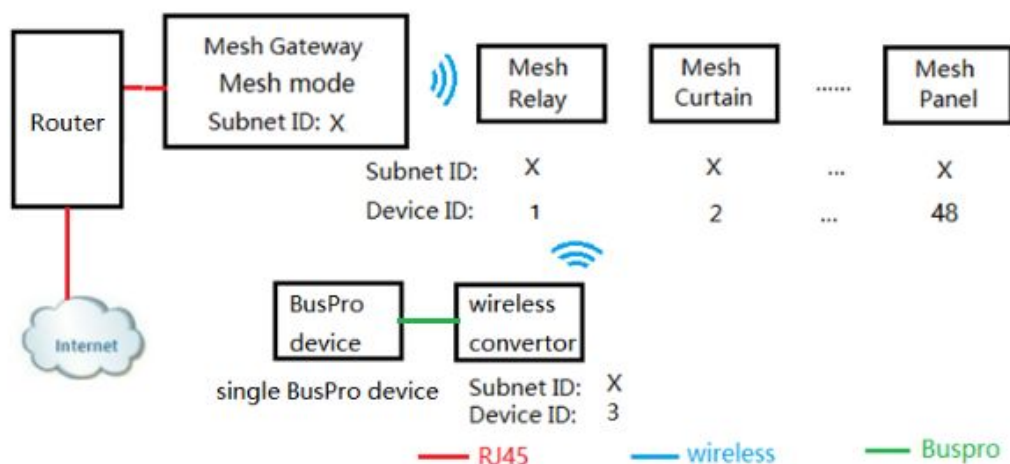 Router
Mesh Gateway
Mesh mode
Subnet ID: X
Mesh
Relay
Mesh
Curtain
......
Mesh
Panel
Subnet ID: X X ... X
Device ID: 1 2 ... 48
Internet
BusPro
device
wireless
convertor
single BusPro device
Subnet ID: X
Device ID: 3
RJ45
wireless
Buspro